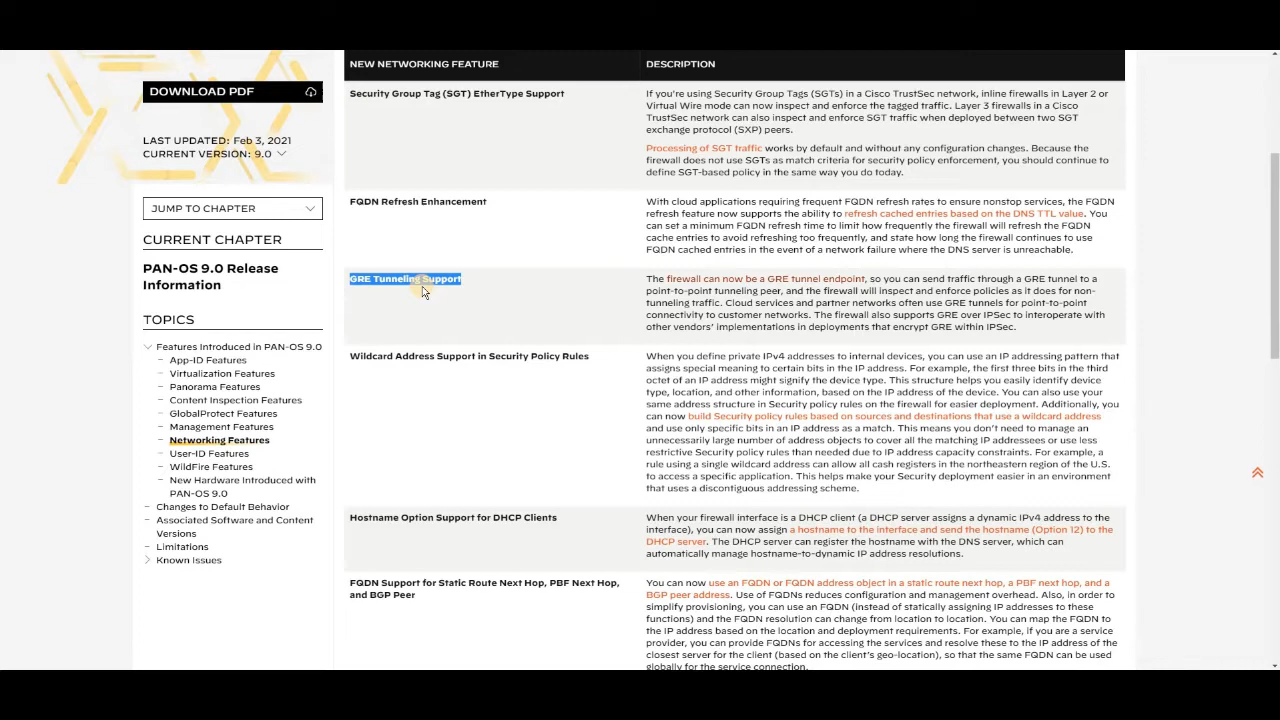 DOWNLOAD PDF
LAST UPDATED: Feb 3, 2021
CURRENT VERSION: 9.0
JUMP TO CHAPTER
CURRENT CHAPTER
PAN-OS 9.0 Release
Information
TOPICS
Features Introduced in PAN-OS 9.0
App-ID Features
Virtualization Features
Panorama Features
Content Inspection Features
GlobalProtect Features
Management Features
Networking Features
User-ID Features
WildFire Features
New Hardware Introduced with
PAN-OS 9.0
Changes to Default Behavior
Associated Software and Content
Versions
Limitations
Known Issues
NEW NETWORKING FEATURE DESCRIPTION
Security Group Tag (SGT) EtherType Support
If you're using Security Group Tags (SGTs) in a Cisco TrustSec network, inline firewalls in Layer 2 or
Virtual Wire mode can now inspect and enforce the tagged traffic. Layer 3 firewalls in a Cisco
TrustSec network can also inspect and enforce SGT traffic when deployed between two SGT
exchange protocol (SXP) peers.
Processing of SGT traffic works by default and without any configuration changes. Because the
firewall does not use SGTs as match criteria for security policy enforcement, you should continue to
define SGT-based policy in the same way you do today.
FQDN Refresh Enhancement
With cloud applications requiring frequent FQDN refresh rates to ensure nonstop services, the FQDN
refresh feature now supports the ability to refresh cached entries based on the DNS TTL value. You
can set a minimum FQDN refresh time to limit how frequently the firewall will refresh the FQDN
cache entries to avoid refreshing too frequently, and state how long the firewall continues to use
FQDN cached entries in the event of a network failure where the DNS server is unreachable.
GRE Tunneling Support
The firewall can now be a GRE tunnel endpoint, so you can send traffic through a GRE tunnel to a
point-to-point tunneling peer, and the firewall will inspect and enforce policies as it does for non-
tunneling traffic. Cloud services and partner networks often use GRE tunnels for point-to-point
connectivity to customer networks. The firewall also supports GRE over IPSec to interoperate with
other vendors' implementations in deployments that encrypt GRE within IPSec.
Wildcard Address Support in Security Policy Rules
When you define private IPv4 addresses to internal devices, you can use an IP addressing pattern that
assigns special meaning to certain bits in the IP address. For example, the first three bits in the third
octet of an IP address might signify the device type. This structure helps you easily identify device
type, location, and other information, based on the IP address of the device. You can also use your
same address structure in Security policy rules on the firewall for easier deployment. Additionally, you
can now build Security policy rules based on sources and destinations that use a wildcard address
and use only specific bits in an IP address as a match. This means you don't need to manage an
unnecessarily large number of address objects to cover all the matching IP addressees or use less
restrictive Security policy rules than needed due to IP address capacity constraints. For example, a
rule using a single wildcard address can allow all cash registers in the northeastern region of the U.S.
to access a specific application. This helps make your Security deployment easier in an environment
that uses a discontiguous addressing scheme.
Hostname Option Support for DHCP Clients
When your firewall interface is a DHCP client (a DHCP server assigns a dynamic IPv4 address to the
interface), you can now assign a hostname to the interface and send the hostname (Option 12) to the
DHCP server. The DHCP server can register the hostname with the DNS server, which can
automatically manage hostname-to-dynamic IP address resolutions.
FQDN Support for Static Route Next Hop, PBF Next Hop,
and BGP Peer
You can now use an FQDN or FQDN address object in a static route next hop, a PBF next hop, and a
BGP peer address. Use of FQDNs reduces configuration and management overhead. Also, in order to
simplify provisioning, you can use an FQDN (instead of statically assigning IP addresses to these
functions) and the FQDN resolution can change from location to location. You can map the FQDN to
the IP address based on the location and deployment requirements. For example, if you are a service
provider, you can provide FQDNs for accessing the services and resolve these to the IP address of the
closest server for the client (based on the client's geo-location), so that the same FQDN can be used
globally for the service connection.